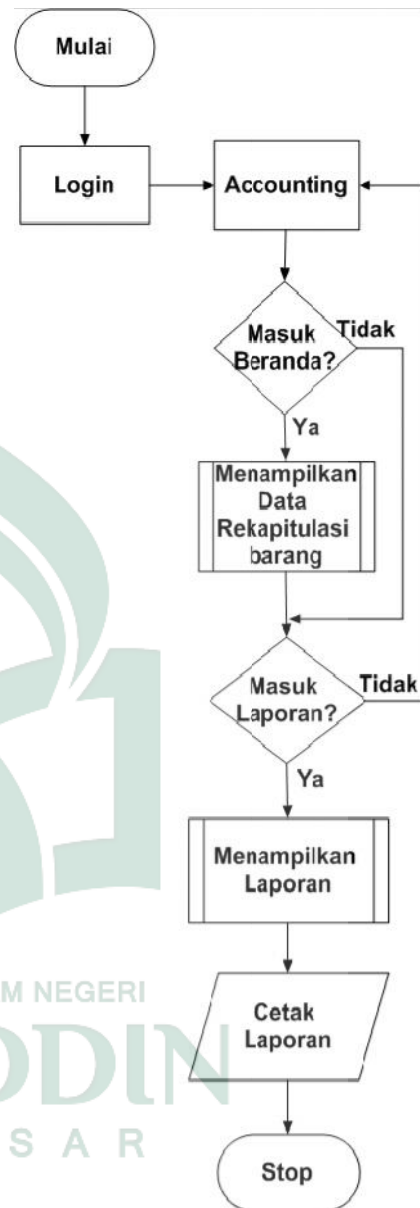 Mulai
Login
Accounting
Masuk
Beranda?
Tidak
Ya
Menampilkan
Data
Rekapitulasi
barang
Masuk
Laporan?
Tidak
Ya
Menampilkan
Laporan
M NEGERI
Cetak
Laporan
DDIN
S A R
Stop